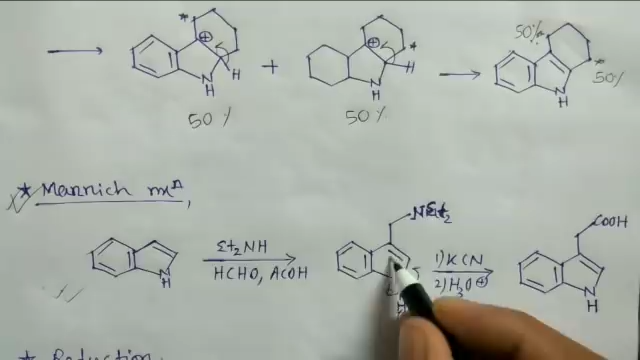 * ⊕ H N H + ⊕ * H N H 50% * 50% N H
50% 50%
* Mannich rxn,
N H Et2NH HCHO, AcOH NEt2 H 1) KCN 2) H3O⊕ COOH N H
* Reduction,